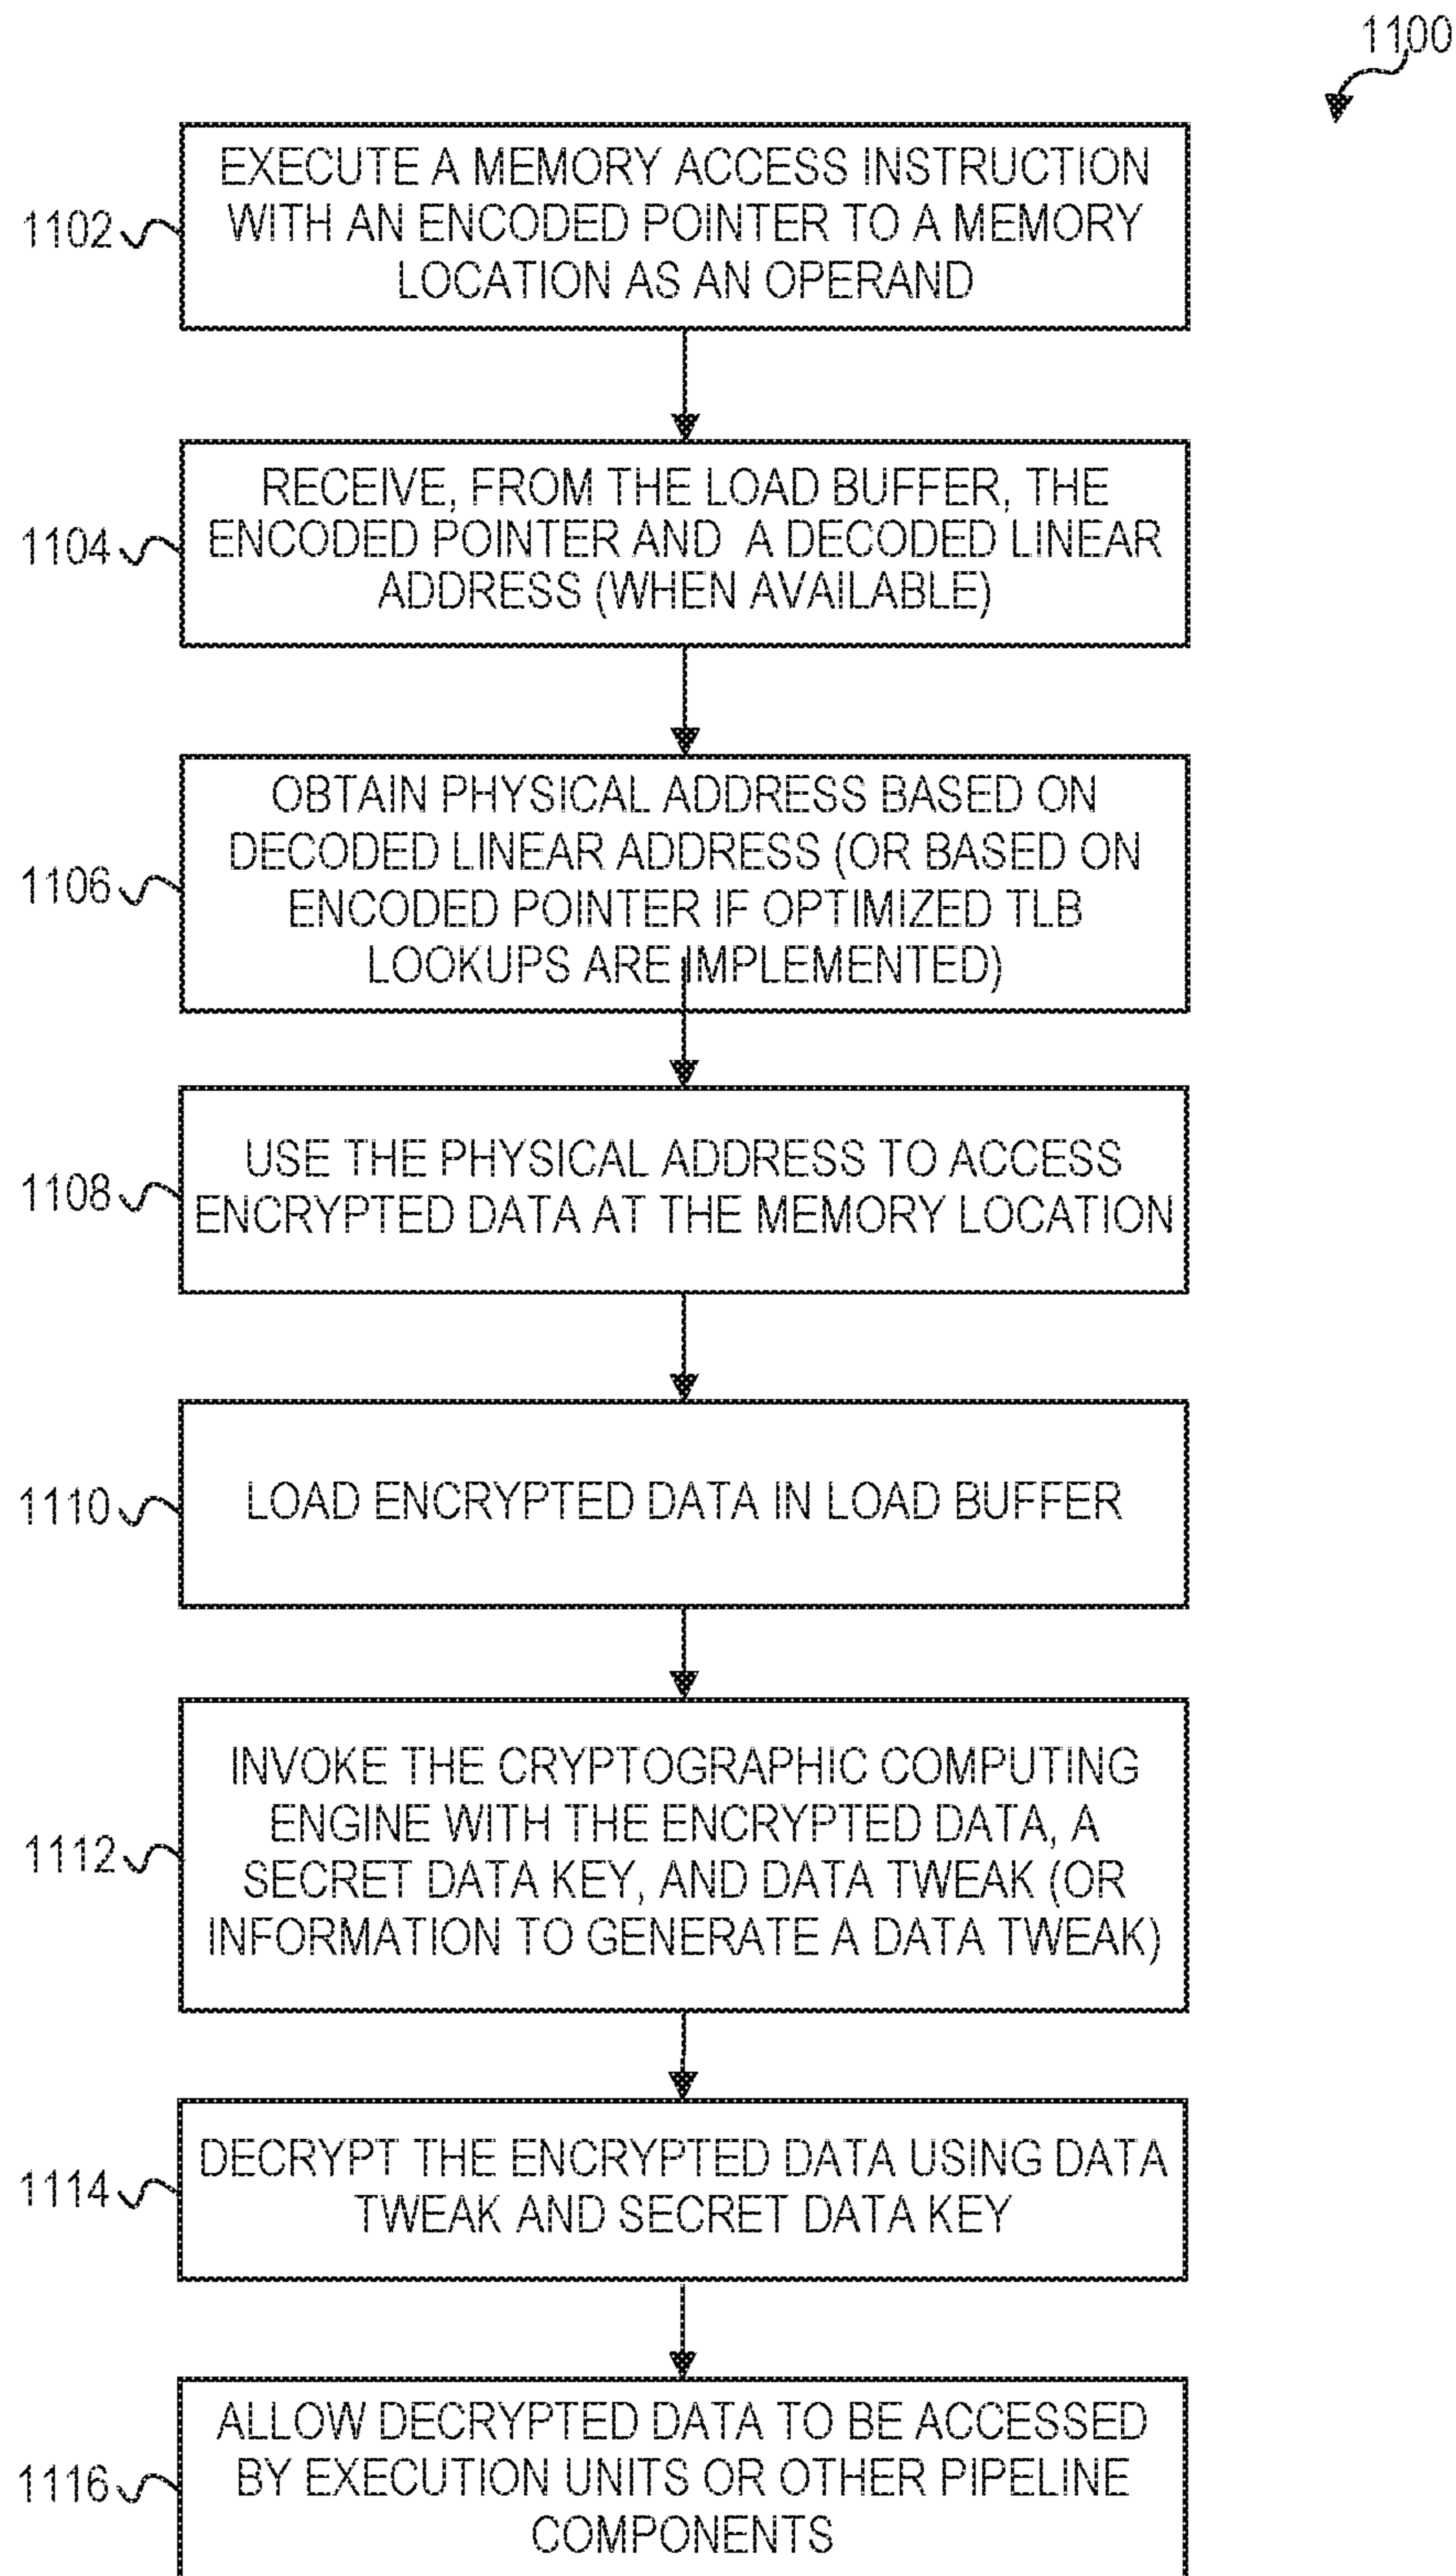 1100
1102
EXECUTE A MEMORY ACCESS INSTRUCTION
WITH AN ENCODED POINTER TO A MEMORY
LOCATION AS AN OPERAND
1104
RECEIVE, FROM THE LOAD BUFFER, THE
ENCODED POINTER AND A DECODED LINEAR
ADDRESS (WHEN AVAILABLE)
1106
OBTAIN PHYSICAL ADDRESS BASED ON
DECODED LINEAR ADDRESS (OR BASED ON
ENCODED POINTER IF OPTIMIZED TLB
LOOKUPS ARE IMPLEMENTED)
1108
USE THE PHYSICAL ADDRESS TO ACCESS
ENCRYPTED DATA AT THE MEMORY LOCATION
1110
LOAD ENCRYPTED DATA IN LOAD BUFFER
1112
INVOKE THE CRYPTOGRAPHIC COMPUTING
ENGINE WITH THE ENCRYPTED DATA, A
SECRET DATA KEY, AND DATA TWEAK (OR
INFORMATION TO GENERATE A DATA TWEAK)
1114
DECRYPT THE ENCRYPTED DATA USING DATA
TWEAK AND SECRET DATA KEY
1116
ALLOW DECRYPTED DATA TO BE ACCESSED
BY EXECUTION UNITS OR OTHER PIPELINE
COMPONENTS